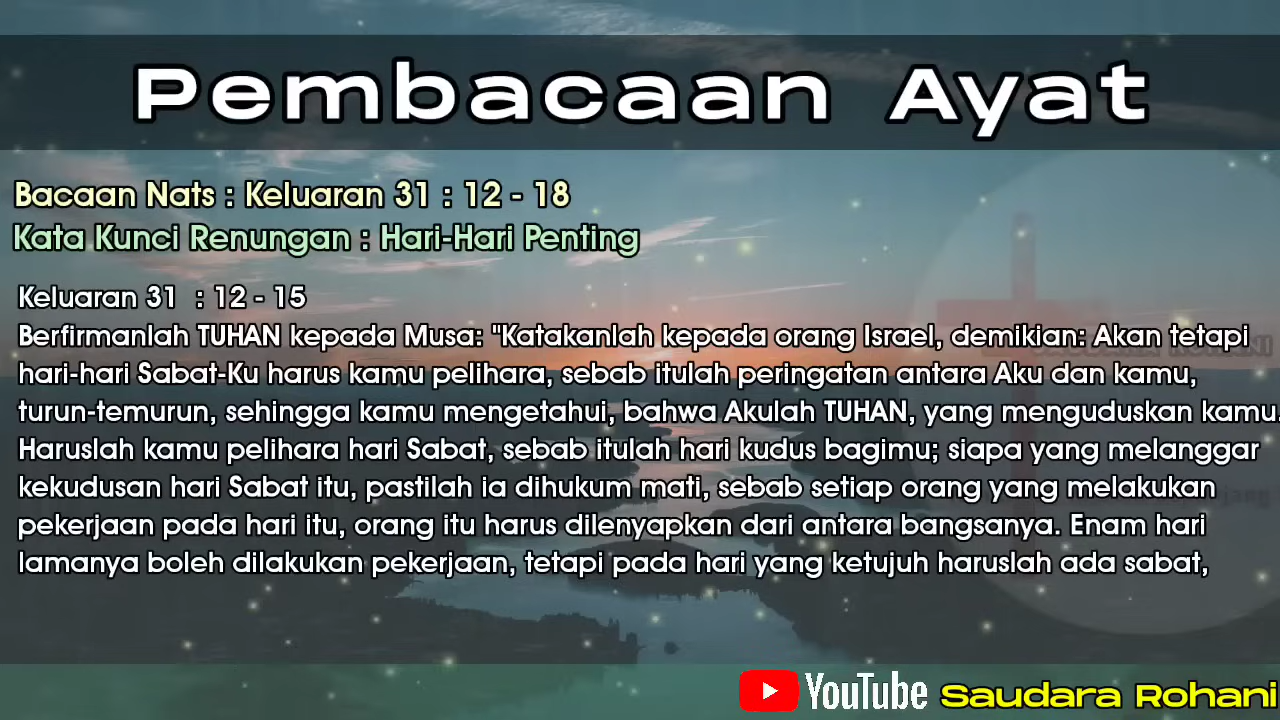 Pembacaan Ayat
Bacaan Nats : Keluaran 31 : 12 - 18
Kata Kunci Renungan : Hari-Hari Penting
Keluaran 31 : 12 - 15
Berfirmanlah TUHAN kepada Musa: "Katakanlah kepada orang Israel, demikian: Akan tetapi
hari-hari Sabat-Ku harus kamu pelihara, sebab itulah peringatan antara Aku dan kamu,
turun-temurun, sehingga kamu mengetahui, bahwa Akulah TUHAN, yang menguduskan kamu.
Haruslah kamu pelihara hari Sabat, sebab itulah hari kudus bagimu; siapa yang melanggar
kekudusan hari Sabat itu, pastilah ia dihukum mati, sebab setiap orang yang melakukan
pekerjaan pada hari itu, orang itu harus dilenyapkan dari antara bangsanya. Enam hari
lamanya boleh dilakukan pekerjaan, tetapi pada hari yang ketujuh haruslah ada sabat,
YouTube Saudara Rohani